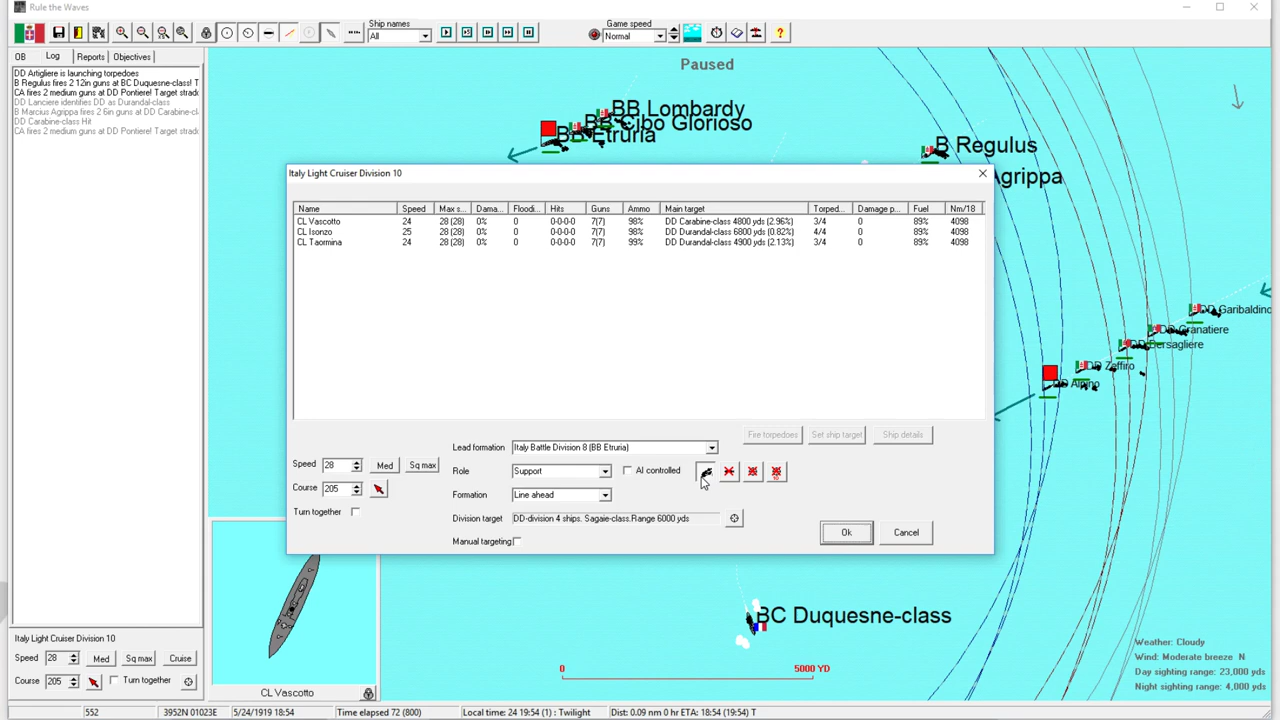 Rule the Waves
Ship names
All
Game speed
Normal
OB Log Reports Objectives
DD Artigliere is launching torpedoes
B Regulus fires 2 12in guns at BC Duquesne-class! T
CA fires 2 medium guns at DD Pontiere! Target strad
DD Lanciere identifies DD as Durandal-class
B Marcius Agrippa fires 2 6in guns at DD Carabine-cl
DD Carabine-class Hit
CA fires 2 medium guns at DD Pontiere! Target strad
Paused
BB Lombardy
BB Cibo Glorioso
BB Etruria
B Regulus
Agrippa
DD Garibaldino
DD Granatiere
DD Bersagliere
DD Zeffiro
DD Alpino
Italy Light Cruiser Division 10
Name Speed Max s... Dama... Floodi... Hits Guns Ammo Main target Torped... Damage p... Fuel Nm/18
CL Vascotto 24 28 (28) 0% 0 0-0-0-0 7(7) 98% DD Carabine-class 4800 yds (2.96%) 3/4 0 89% 4098
CL Isonzo 25 28 (28) 0% 0 0-0-0-0 7(7) 98% DD Durandal-class 6800 yds (0.82%) 4/4 0 89% 4098
CL Taormina 24 28 (28) 0% 0 0-0-0-0 7(7) 99% DD Durandal-class 4900 yds (2.13%) 3/4 0 89% 4098
Fire torpedoes Set ship target Ship details
Lead formation Italy Battle Division 8 (BB Etruria)
Speed 28 Med Sq max
Role Support AI controlled
Course 205
Formation Line ahead
Turn together
Division target DD-division 4 ships. Sagaie-class.Range 6000 yds
Manual targeting
Ok Cancel
BC Duquesne-class
0 5000 YD
Weather: Cloudy
Wind: Moderate breeze N
Day sighting range: 23,000 yds
Night sighting range: 4,000 yds
Italy Light Cruiser Division 10
Speed 28 Med Sq max Cruise
Course 205 Turn together
CL Vascotto
552 3952N 01023E 5/24/1919 18:54 Time elapsed 72 (800) Local time: 24 19:54 (1) : Twilight Dist: 0.09 nm 0 hr ETA: 18:54 (19:54) T